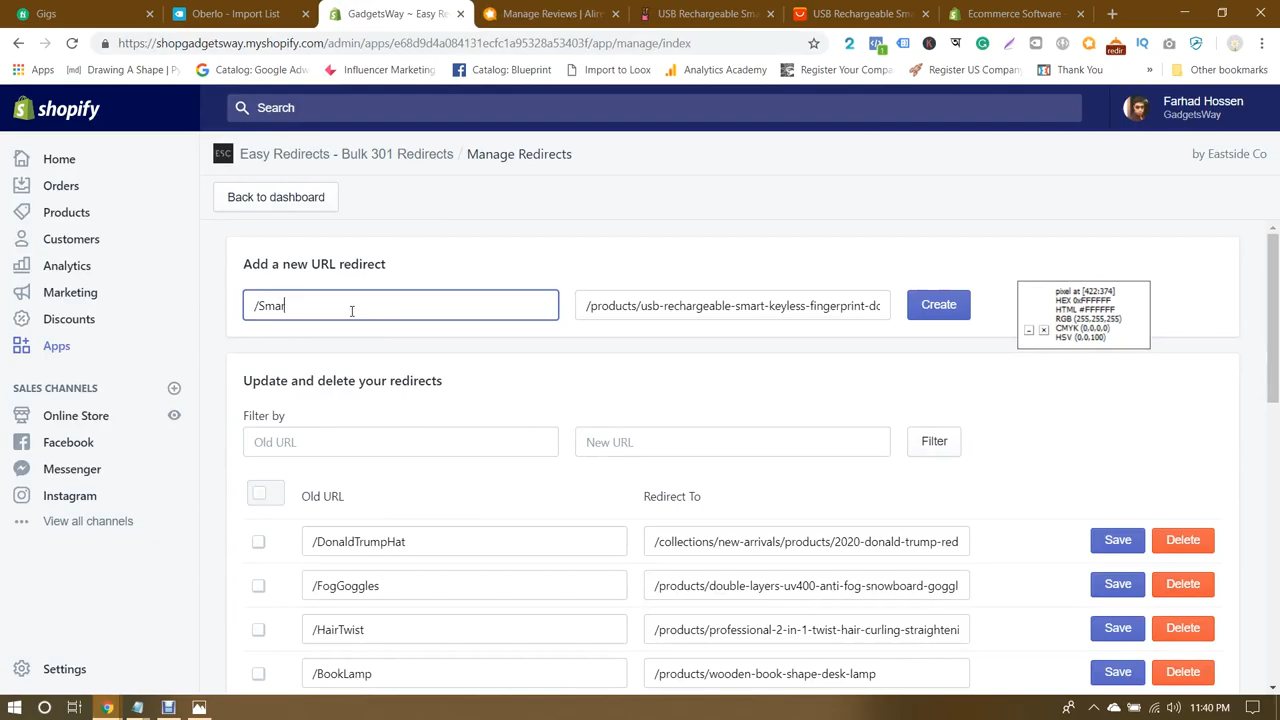 Gigs
Oberlo - Import List
GadgetsWay ~ Easy Re
Manage Reviews | Alire
USB Rechargeable Sma
USB Rechargeable Sma
Ecommerce Software -
https://shopgadgetsway.myshopify.com/admin/apps/e68d9d4a084131ecfc1a95328a53403f/app/manage/index
Apps
Drawing A Shape | Py
Catalog: Google Adw
Influencer Marketing
Catalog: Blueprint
Import to Loox
Analytics Academy
Register Your Compa
Register US Company
Thank You
Other bookmarks
shopify
Search
Farhad Hossen
GadgetsWay
Home
Orders
Products
Customers
Analytics
Marketing
Discounts
Apps
SALES CHANNELS
Online Store
Facebook
Messenger
Instagram
View all channels
Settings
ESC Easy Redirects - Bulk 301 Redirects / Manage Redirects
by Eastside Co
Back to dashboard
Add a new URL redirect
/Smar
/products/usb-rechargeable-smart-keyless-fingerprint-dc
Create
pixel at [422:374]
HEX 0xFFFFFF
HTML #FFFFFF
RGB (255,255,255)
CMYK (0,0,0,0)
HSV (0,0,100)
Update and delete your redirects
Filter by
Old URL
New URL
Filter
Old URL
Redirect To
/DonaldTrumpHat
/collections/new-arrivals/products/2020-donald-trump-red
Save
Delete
/FogGoggles
/products/double-layers-uv400-anti-fog-snowboard-goggl
Save
Delete
/HairTwist
/products/professional-2-in-1-twist-hair-curling-straighteni
Save
Delete
/BookLamp
/products/wooden-book-shape-desk-lamp
Save
Delete
11:40 PM